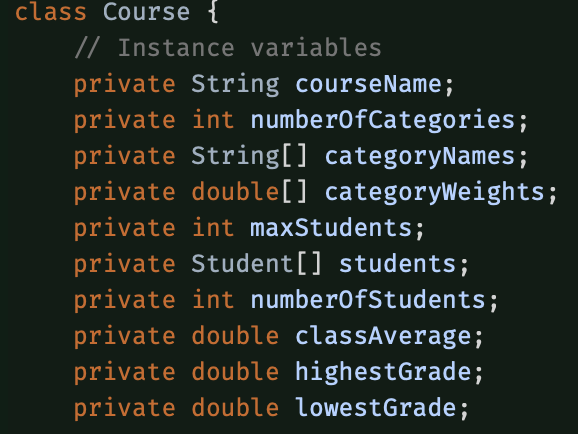 class Course {
// Instance variables
private String courseName;
private int numberOfCategories;
private String[] categoryNames;
private double[] categoryWeights;
private int maxStudents;
private Student[] students;
private int numberOfStudents;
private double classAverage;
private double highestGrade;
private double lowestGrade;